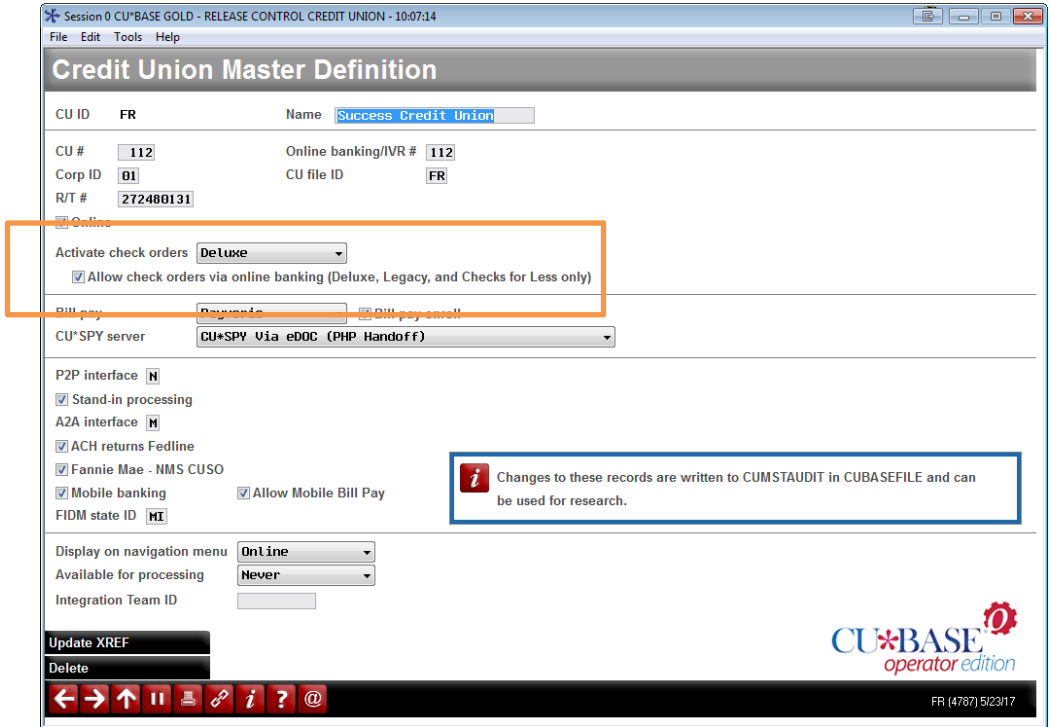 Session 0 CU*BASE GOLD - RELEASE CONTROL CREDIT UNION - 10:07:14
File Edit Tools Help
Credit Union Master Definition
CU ID FR Name Success Credit Union
CU # 112 Online banking/IVR # 112
Corp ID 01 CU file ID FR
R/T # 272480131
Online
Activate check orders Deluxe
Allow check orders via online banking (Deluxe, Legacy, and Checks for Less only)
Bill pay Payveris Bill pay enroll
CU*SPY server CU*SPY Via eDOC (PHP Handoff)
P2P interface N
Stand-in processing
A2A interface M
ACH returns Fedline
Fannie Mae - NMS CUSO
Mobile banking Allow Mobile Bill Pay
FIDM state ID MI
i Changes to these records are written to CUMSTAUDIT in CUBASEFILE and can
be used for research.
Display on navigation menu Online
Available for processing Never
Integration Team ID
Update XREF
Delete
CU*BASE
operator edition
i ? @
FR (4787) 5/23/17